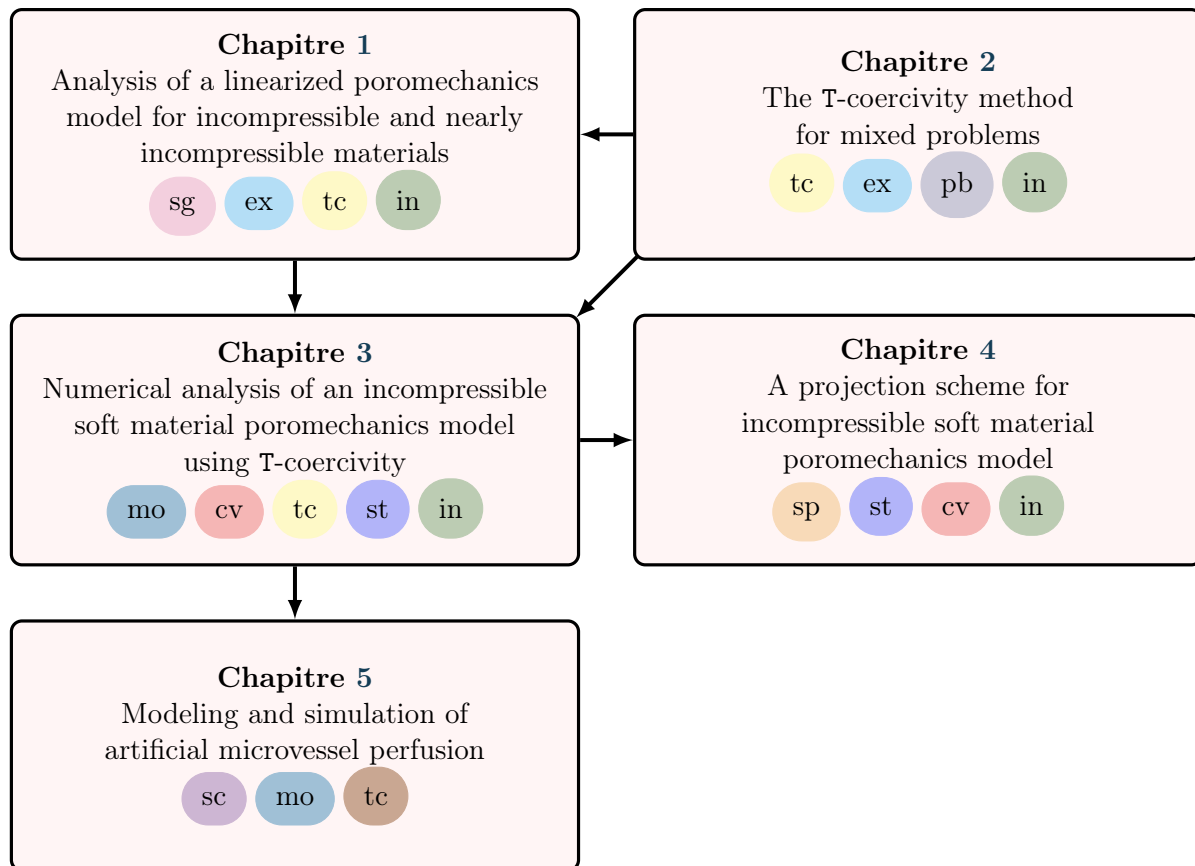 Chapitre 1
Analysis of a linearized poromechanics
model for incompressible and nearly
incompressible materials
sg ex tc in
Chapitre 2
The T-coercivity method
for mixed problems
tc ex pb in
Chapitre 3
Numerical analysis of an incompressible
soft material poromechanics model
using T-coercivity
mo cv tc st in
Chapitre 4
A projection scheme for
incompressible soft material
poromechanics model
sp st cv in
Chapitre 5
Modeling and simulation of
artificial microvessel perfusion
sc mo tc